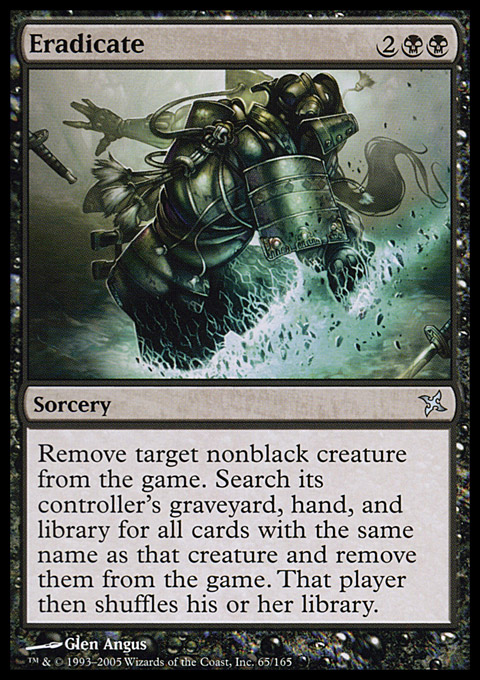 Eradicate 2
Sorcery
Remove target nonblack creature
from the game. Search its
controller's graveyard, hand, and
library for all cards with the same
name as that creature and remove
them from the game. That player
then shuffles his or her library.
Glen Angus
™ & © 1993–2005 Wizards of the Coast, Inc. 65/165